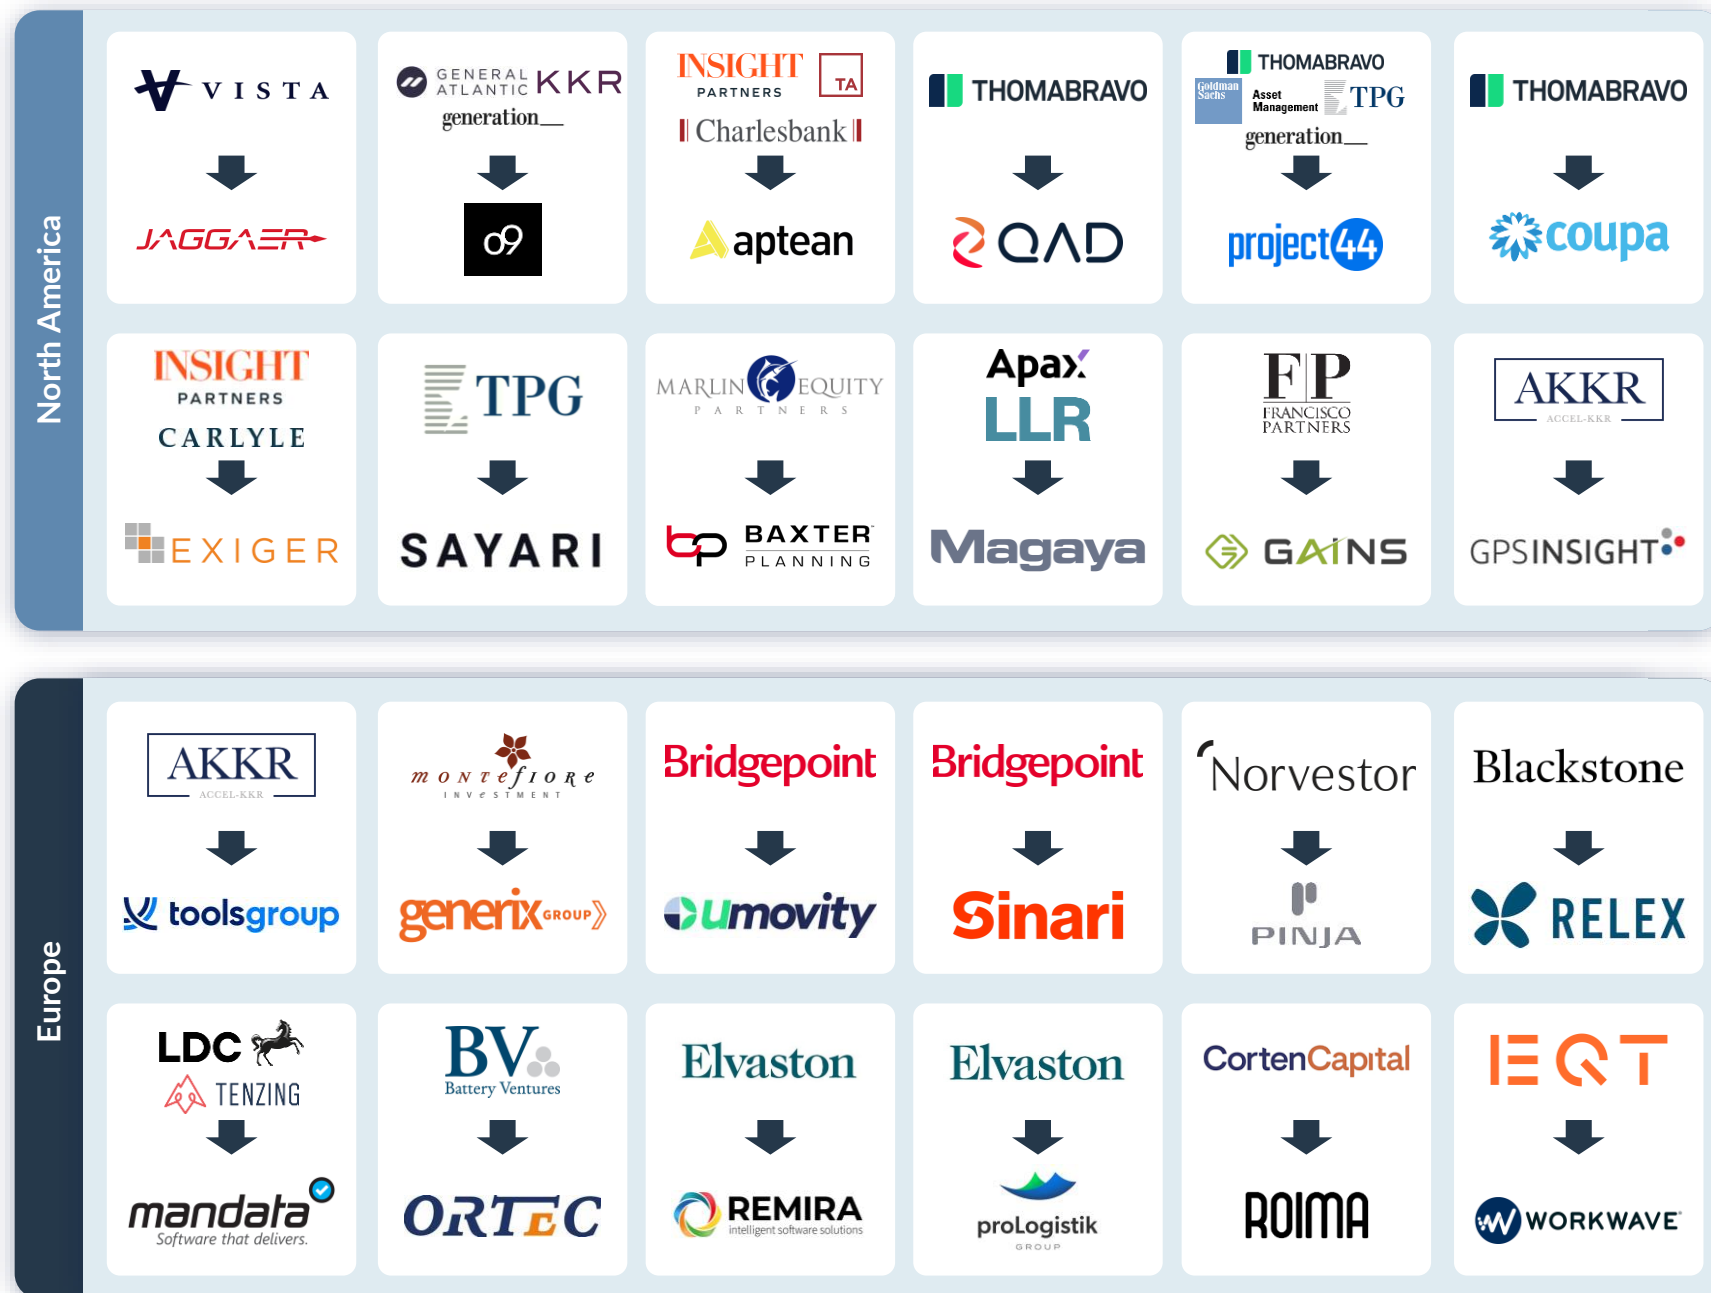 North America
VISTA
JAGGAER
GENERAL ATLANTIC KKR
generation__
o9
INSIGHT PARTNERS TA
Charlesbank
aptean
THOMABRAVO
QAD
THOMABRAVO
Goldman Sachs Asset Management TPG
generation__
project44
THOMABRAVO
coupa
INSIGHT
PARTNERS
CARLYLE
EXIGER
TPG
SAYARI
MARLIN EQUITY
PARTNERS
bp BAXTER
PLANNING
Apax
LLR
Magaya
F|P
FRANCISCO
PARTNERS
GAINS
AKKR
ACCEL-KKR
GPSINSIGHT
Europe
AKKR
ACCEL-KKR
toolsgroup
montefiore
INVESTMENT
generix GROUP
Bridgepoint
umovity
Bridgepoint
Sinari
Norvestor
PINJA
Blackstone
RELEX
LDC
TENZING
mandata
Software that delivers.
BV
Battery Ventures
ORTEC
Elvaston
REMIRA
intelligent software solutions
Elvaston
proLogistik
GROUP
CortenCapital
ROIMA
EQT
W WORKWAVE